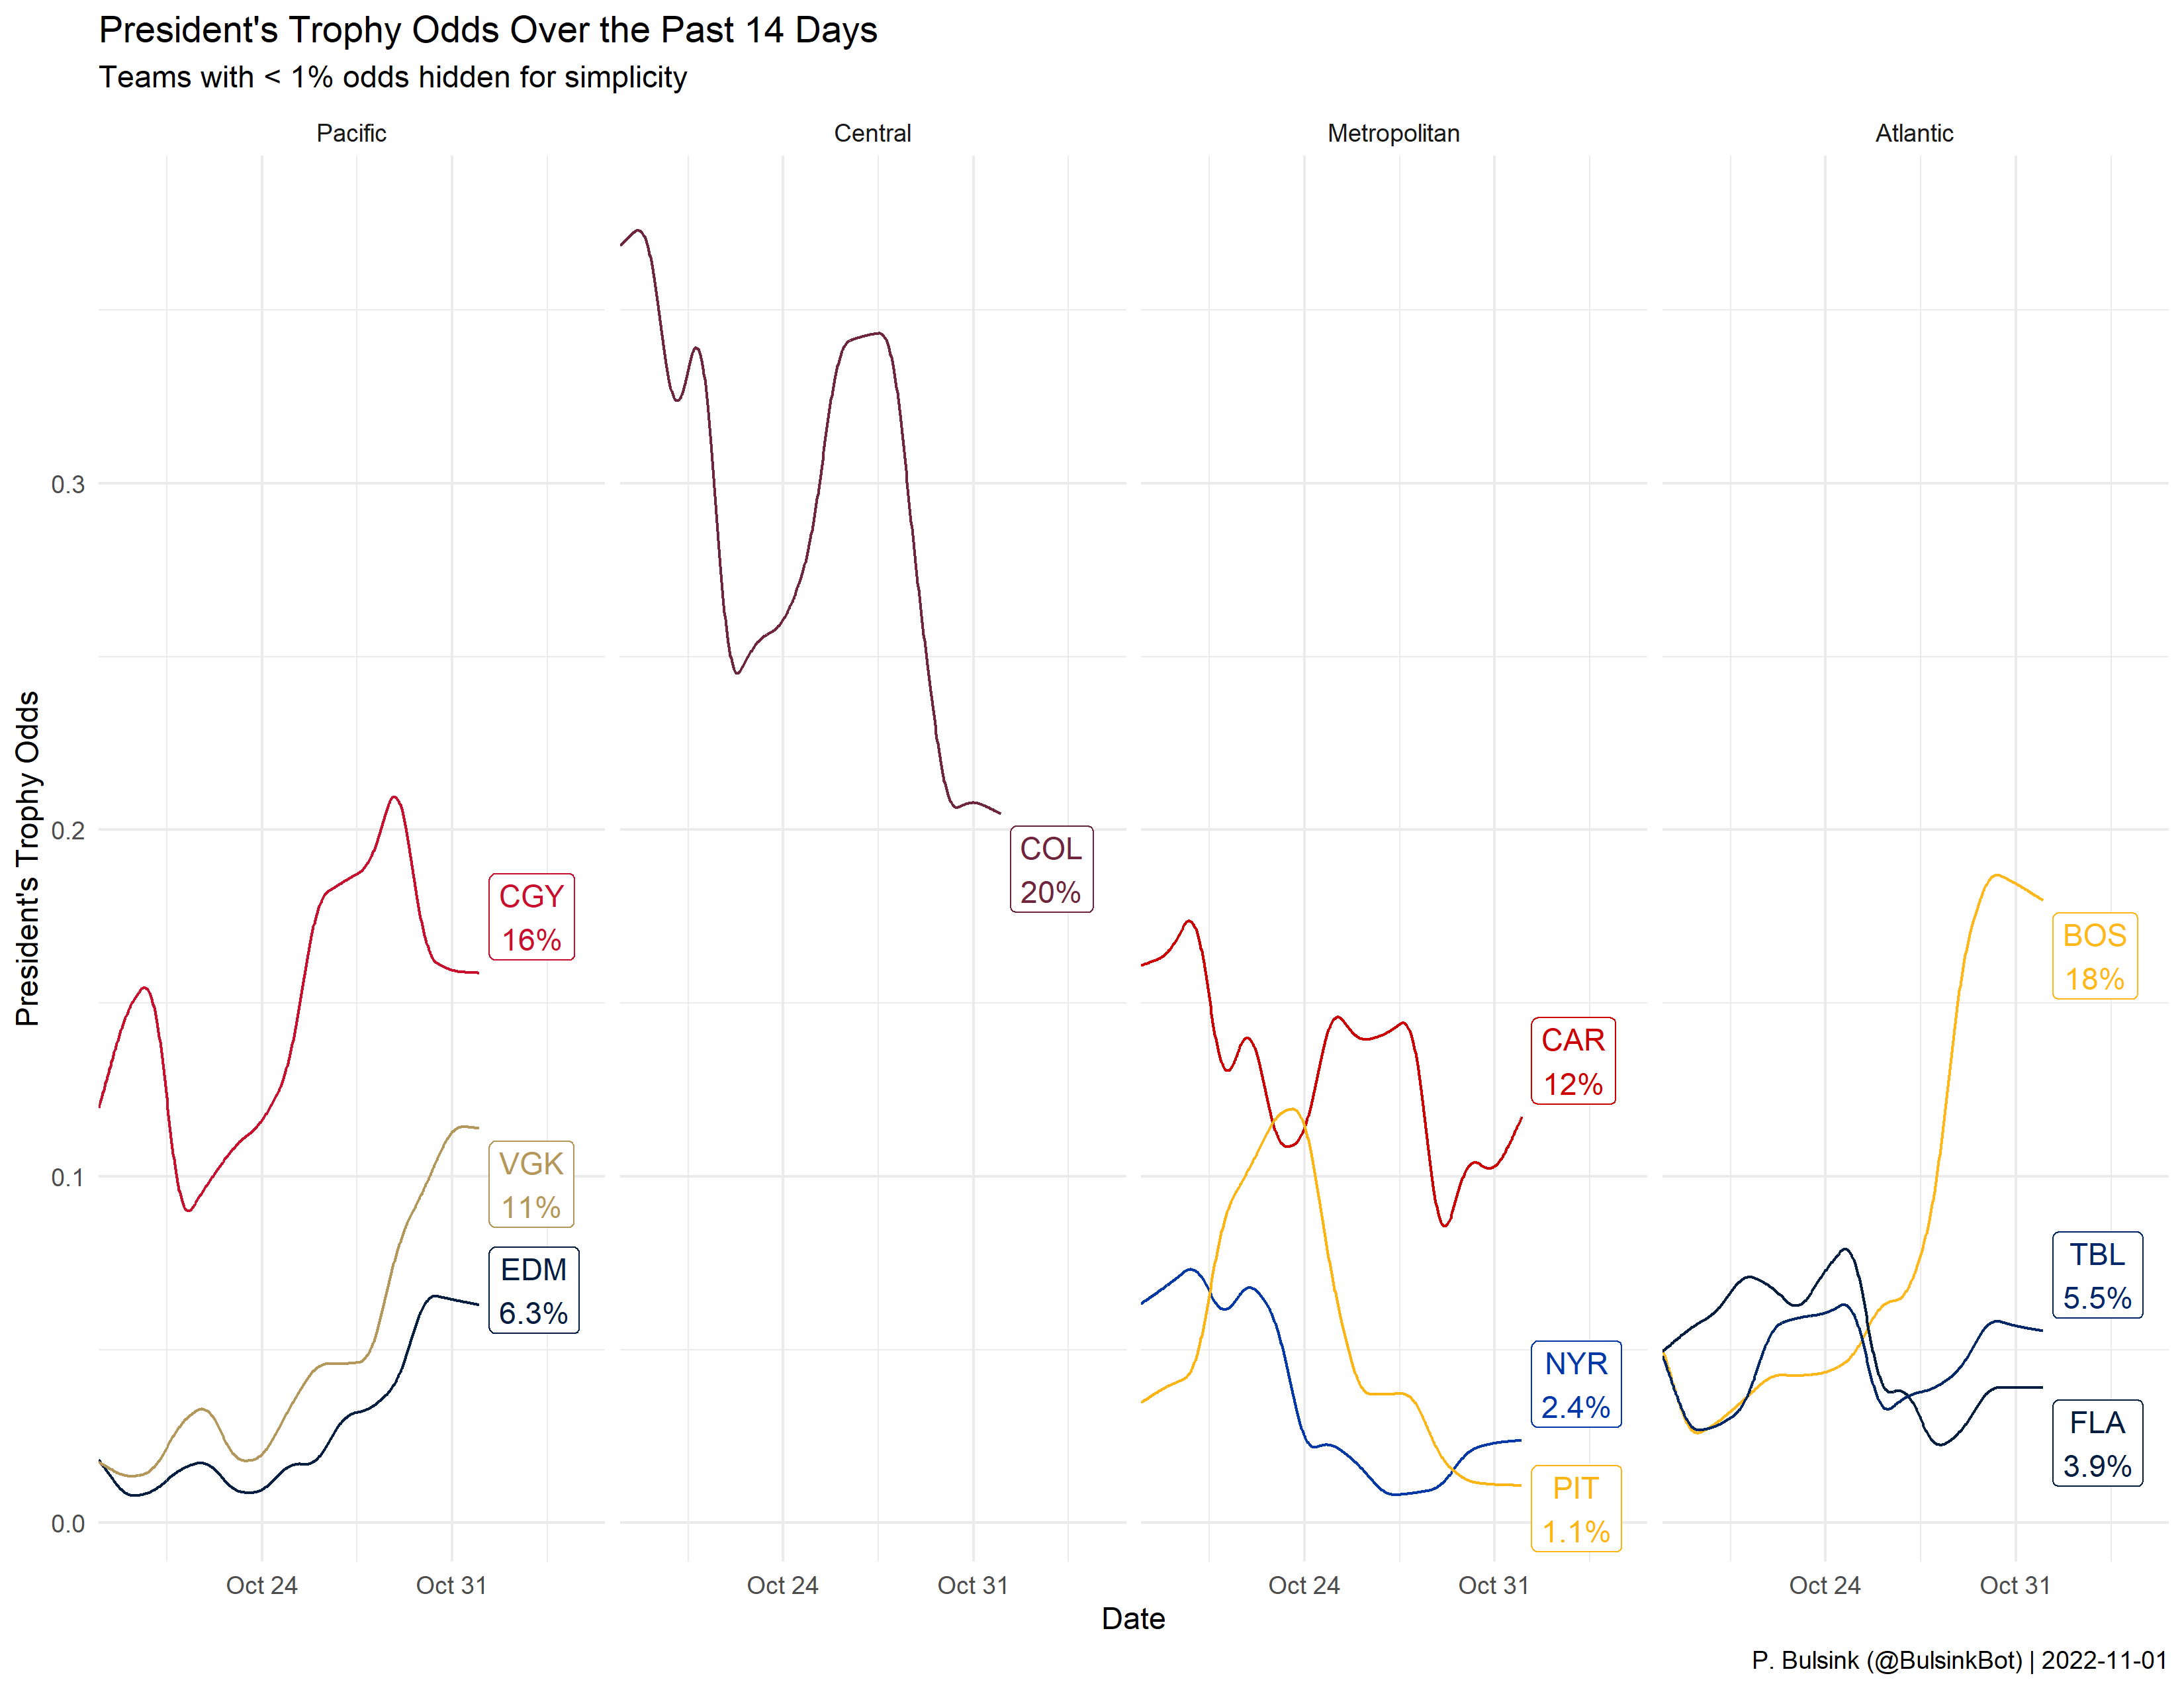 President's Trophy Odds Over the Past 14 Days
Teams with < 1% odds hidden for simplicity
Pacific
Central
Metropolitan
Atlantic
President's Trophy Odds
0.3
0.2
0.1
0.0
CGY
16%
VGK
11%
EDM
6.3%
COL
20%
CAR
12%
NYR
2.4%
PIT
1.1%
BOS
18%
TBL
5.5%
FLA
3.9%
Oct 24
Oct 31
Oct 24
Oct 31
Oct 24
Oct 31
Oct 24
Oct 31
Date
P. Bulsink (@BulsinkBot) | 2022-11-01